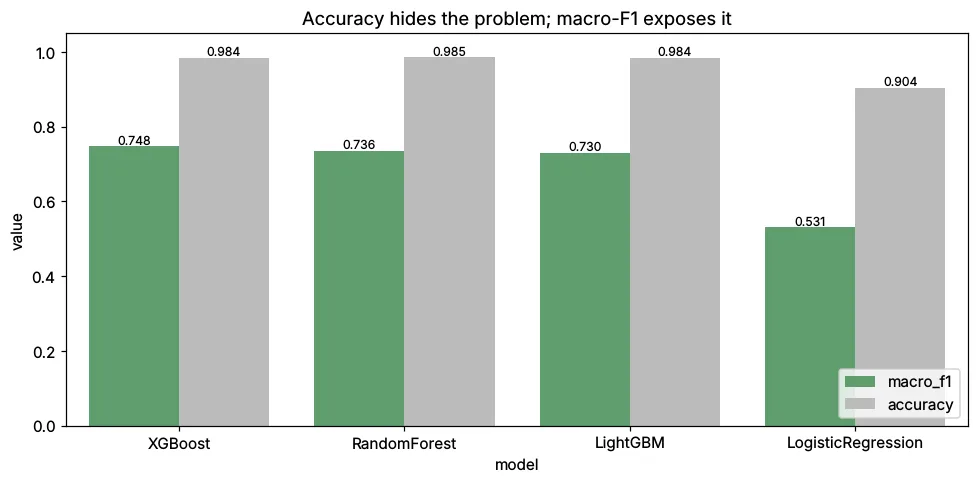 Accuracy hides the problem; macro-F1 exposes it
value
1.0
0.8
0.6
0.4
0.2
0.0
0.748
0.984
0.736
0.985
0.730
0.984
0.531
0.904
macro_f1
accuracy
XGBoost
RandomForest
LightGBM
LogisticRegression
model